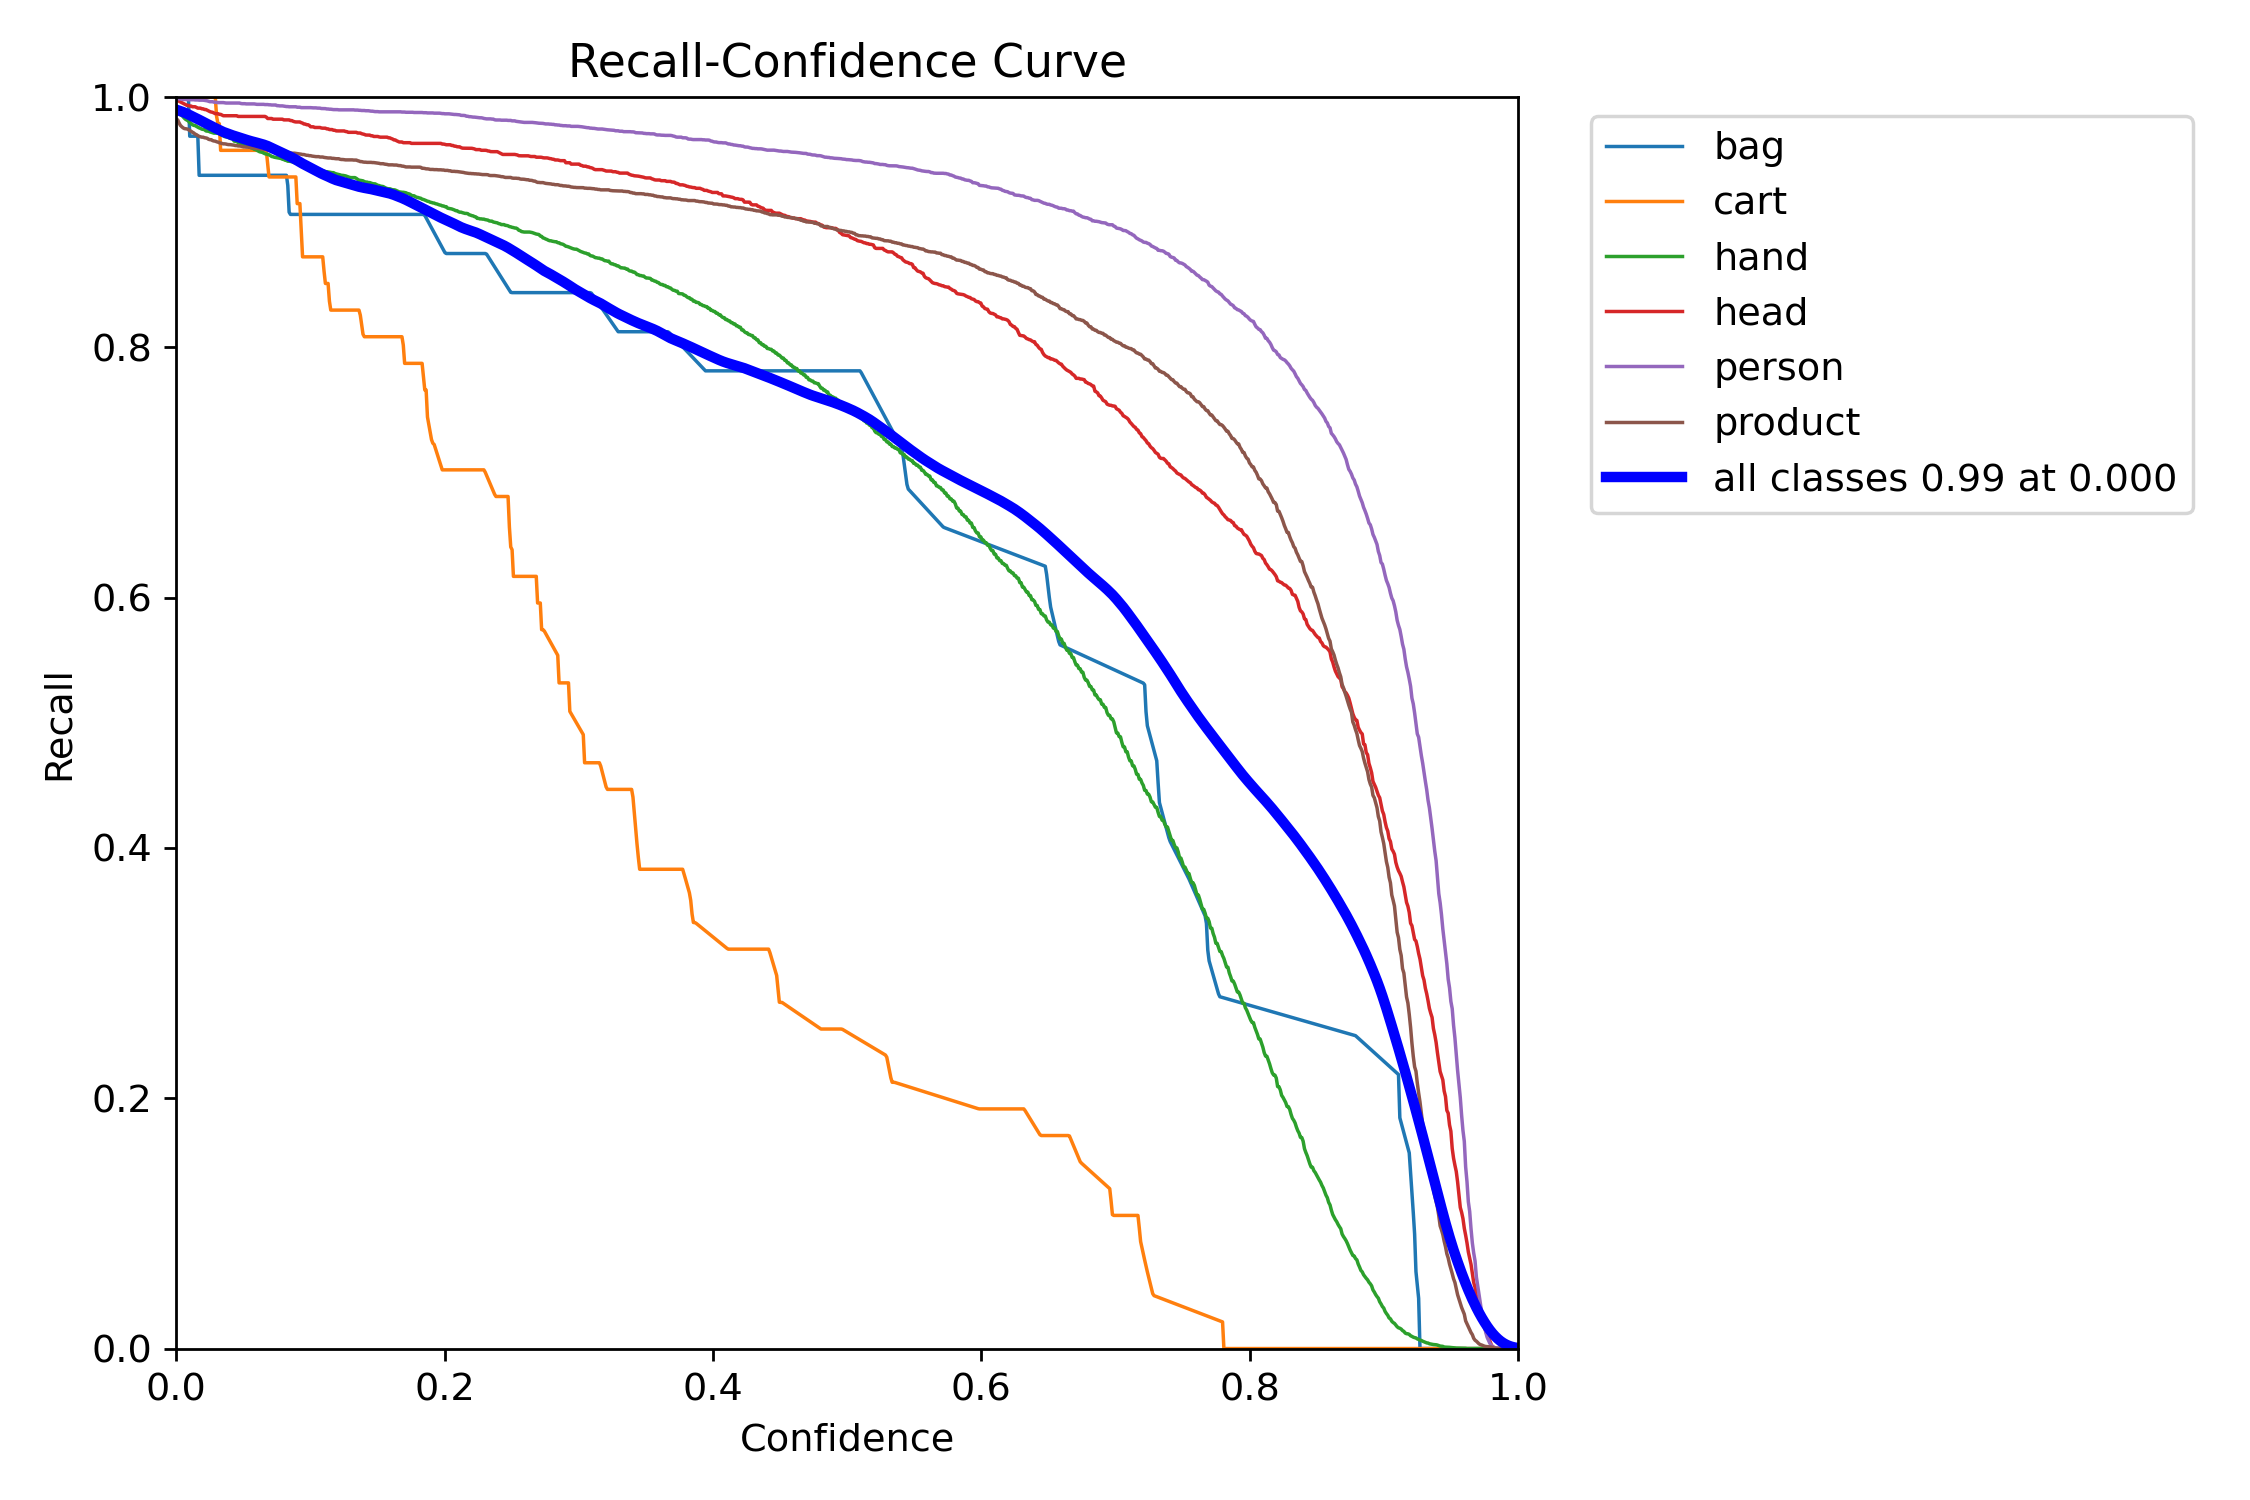 Recall-Confidence Curve
1.0
0.8
0.6
0.4
0.2
0.0
Recall
0.0 0.2 0.4 0.6 0.8 1.0
Confidence
bag
cart
hand
head
person
product
all classes 0.99 at 0.000